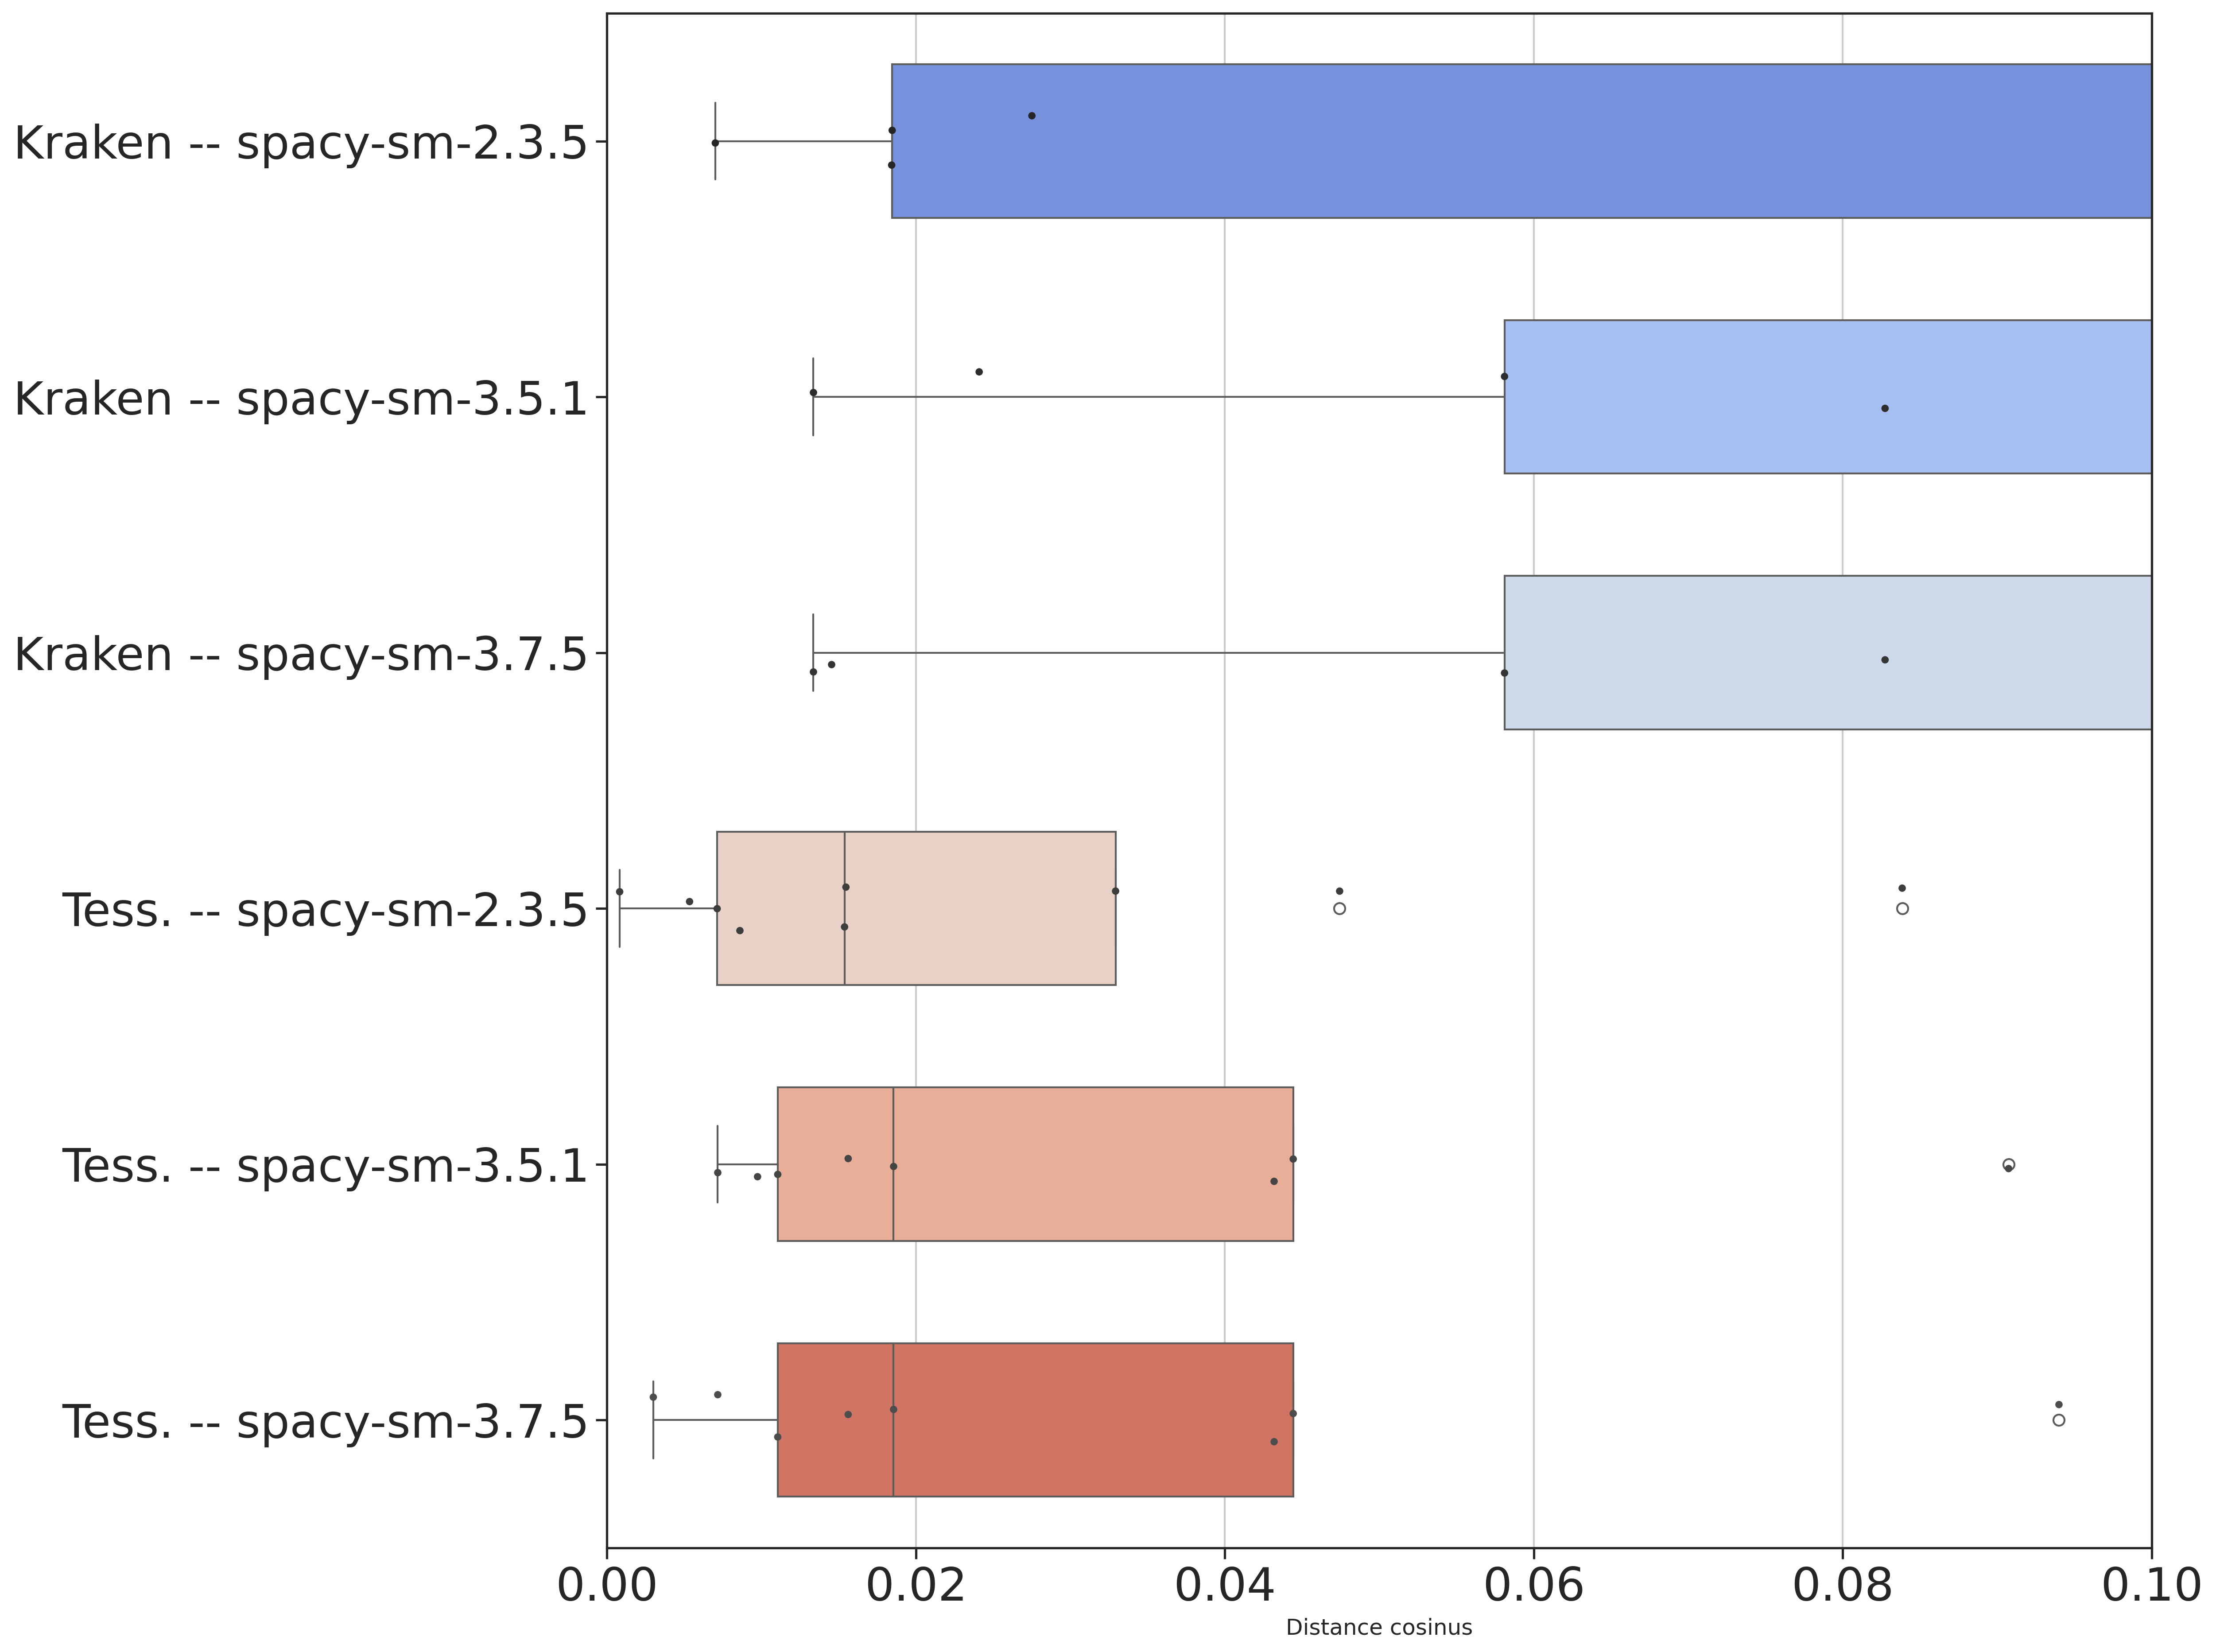 Kraken -- spacy-sm-2.3.5
Kraken -- spacy-sm-3.5.1
Kraken -- spacy-sm-3.7.5
Tess. -- spacy-sm-2.3.5
Tess. -- spacy-sm-3.5.1
Tess. -- spacy-sm-3.7.5
0.00 0.02 0.04 0.06 0.08 0.10
Distance cosinus